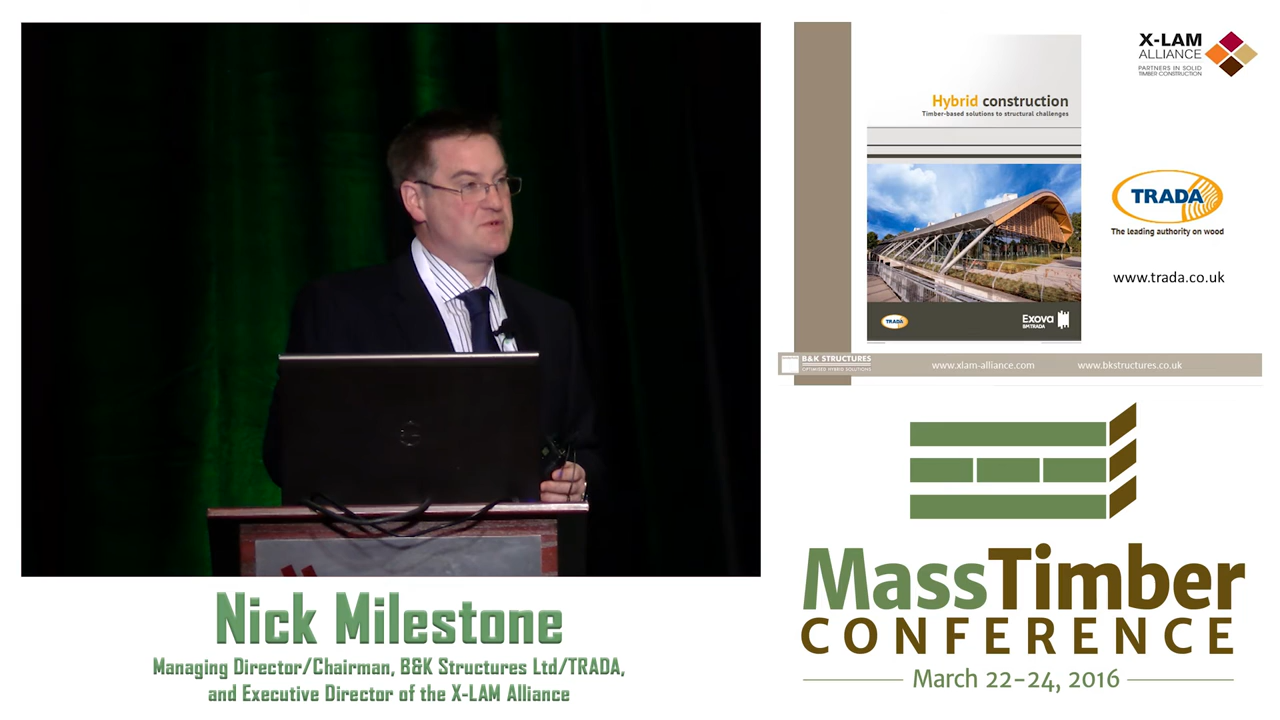 Nick Milestone
Managing Director/Chairman, B&K Structures Ltd/TRADA,
and Executive Director of the X-LAM Alliance
X-LAM
ALLIANCE
PARTNERS IN SOLID
TIMBER CONSTRUCTION
Hybrid construction
Timber-based solutions to structural challenges
TRADA
Exova
BM TRADA
TRADA
The leading authority on wood
www.trada.co.uk
B&K STRUCTURES
OPTIMISED HYBRID SOLUTIONS
www.xlam-alliance.com
www.bkstructures.co.uk
MassTimber
CONFERENCE
March 22-24, 2016